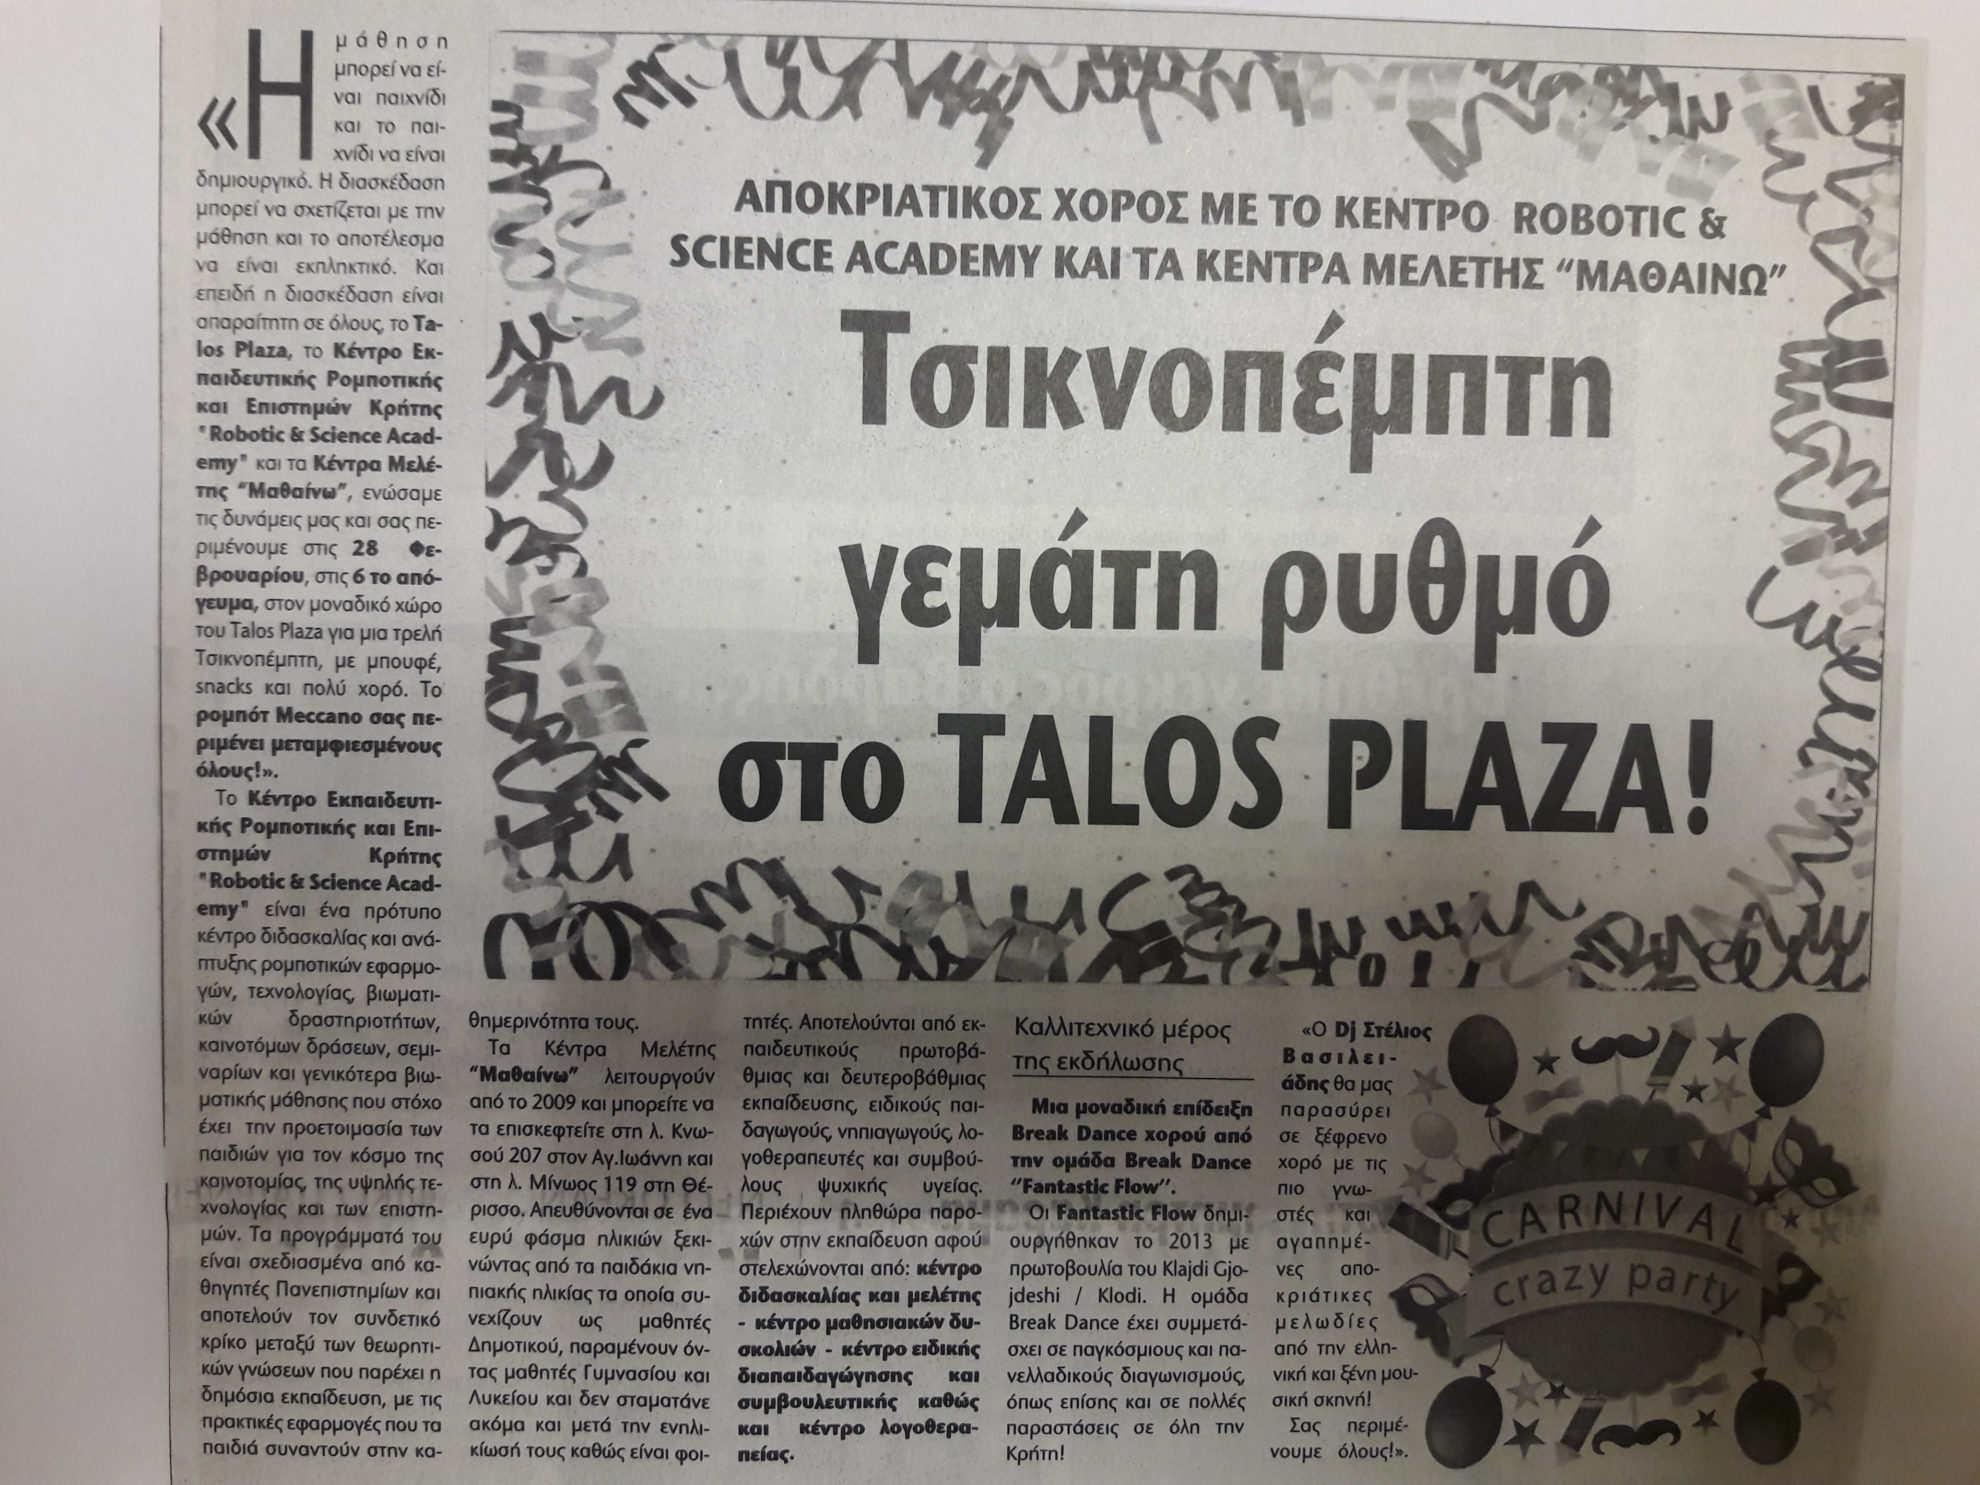 ΑΠΟΚΡΙΑΤΙΚΟΣ ΧΟΡΟΣ ΜΕ ΤΟ ΚΕΝΤΡΟ ROBOTIC &
SCIENCE ACADEMY ΚΑΙ ΤΑ ΚΕΝΤΡΑ ΜΕΛΕΤΗΣ “ΜΑΘΑΙΝΩ”
Τσικνοπέμπτη
γεμάτη ρυθμό
στο TALOS PLAZA!
«Η μάθηση
μπορεί να εί-
ναι παιχνίδι
και το παι-
χνίδι να είναι
δημιουργικό. Η διασκέδαση
μπορεί να σχετίζεται με την
μάθηση και το αποτέλεσμα
να είναι εκπληκτικό. Και
επειδή η διασκέδαση είναι
απαραίτητη σε όλους, το Ta-
los Plaza, το Κέντρο Εκ-
παιδευτικής Ρομποτικής
και Επιστημών Κρήτης
"Robotic & Science Acad-
emy" και τα Κέντρα Μελέ-
της “Μαθαίνω”, ενώσαμε
τις δυνάμεις μας και σας πε-
ριμένουμε στις 28 Φε-
βρουαρίου, στις 6 το από-
γευμα, στον μοναδικό χώρο
του Talos Plaza για μια τρελή
Τσικνοπέμπτη, με μπουφέ,
snacks και πολύ χορό. Το
ρομπότ Meccano σας πε-
ριμένει μεταμφιεσμένους
όλους!».
Το Κέντρο Εκπαιδευτι-
κής Ρομποτικής και Επι-
στημών Κρήτης
"Robotic & Science Acad-
emy" είναι ένα πρότυπο
κέντρο διδασκαλίας και ανά-
πτυξης ρομποτικών εφαρμο-
γών, τεχνολογίας, βιωματι-
κών δραστηριοτήτων,
καινοτόμων δράσεων, σεμι-
ναρίων και γενικότερα βιω-
ματικής μάθησης που στόχο
έχει την προετοιμασία των
παιδιών για τον κόσμο της
καινοτομίας, της υψηλής τε-
χνολογίας και των επιστη-
μών. Τα προγράμματά του
είναι σχεδιασμένα από κα-
θηγητές Πανεπιστημίων και
αποτελούν τον συνδετικό
κρίκο μεταξύ των θεωρητι-
κών γνώσεων που παρέχει η
δημόσια εκπαίδευση, με τις
πρακτικές εφαρμογές που τα
παιδιά συναντούν στην κα-
θημερινότητα τους.
Τα Κέντρα Μελέτης
“Μαθαίνω” λειτουργούν
από το 2009 και μπορείτε να
τα επισκεφτείτε στη λ. Κνω-
σού 207 στον Αγ.Ιωάννη και
στη λ. Μίνωος 119 στη Θέ-
ρισσο. Απευθύνονται σε ένα
ευρύ φάσμα ηλικιών ξεκι-
νώντας από τα παιδάκια νη-
πιακής ηλικίας τα οποία συ-
νεχίζουν ως μαθητές
Δημοτικού, παραμένουν όν-
τας μαθητές Γυμνασίου και
Λυκείου και δεν σταματάνε
ακόμα και μετά την ενηλι-
κίωσή τους καθώς είναι φοι-
τητές. Αποτελούνται από εκ-
παιδευτικούς πρωτοβά-
θμιας και δευτεροβάθμιας
εκπαίδευσης, ειδικούς παι-
δαγωγούς, νηπιαγωγούς, λο-
γοθεραπευτές και συμβού-
λους ψυχικής υγείας.
Περιέχουν πληθώρα παρο-
χών στην εκπαίδευση αφού
στελεχώνονται από: κέντρο
διδασκαλίας και μελέτης
- κέντρο μαθησιακών δυ-
σκολιών - κέντρο ειδικής
διαπαιδαγώγησης και
συμβουλευτικής καθώς
και κέντρο λογοθερα-
πείας.
Καλλιτεχνικό μέρος
της εκδήλωσης
Μια μοναδική επίδειξη
Break Dance χορού από
την ομάδα Break Dance
“Fantastic Flow”.
Οι Fantastic Flow δημι-
ουργήθηκαν το 2013 με
πρωτοβουλία του Klajdi Gjo-
jdeshi / Klodi. Η ομάδα
Break Dance έχει συμμετά-
σχει σε παγκόσμιους και πα-
νελλαδικούς διαγωνισμούς,
όπως επίσης και σε πολλές
παραστάσεις σε όλη την
Κρήτη!
«Ο Dj Στέλιος
Βασιλει-
άδης θα μας
παρασύρει
σε ξέφρενο
χορό με τις
πιο γνω-
στές και
αγαπημέ-
νες απο-
κριάτικες
μελωδίες
από την ελλη-
νική και ξένη μου-
σική σκηνή!
Σας περιμέ-
νουμε όλους!».
CARNIVAL
crazy party